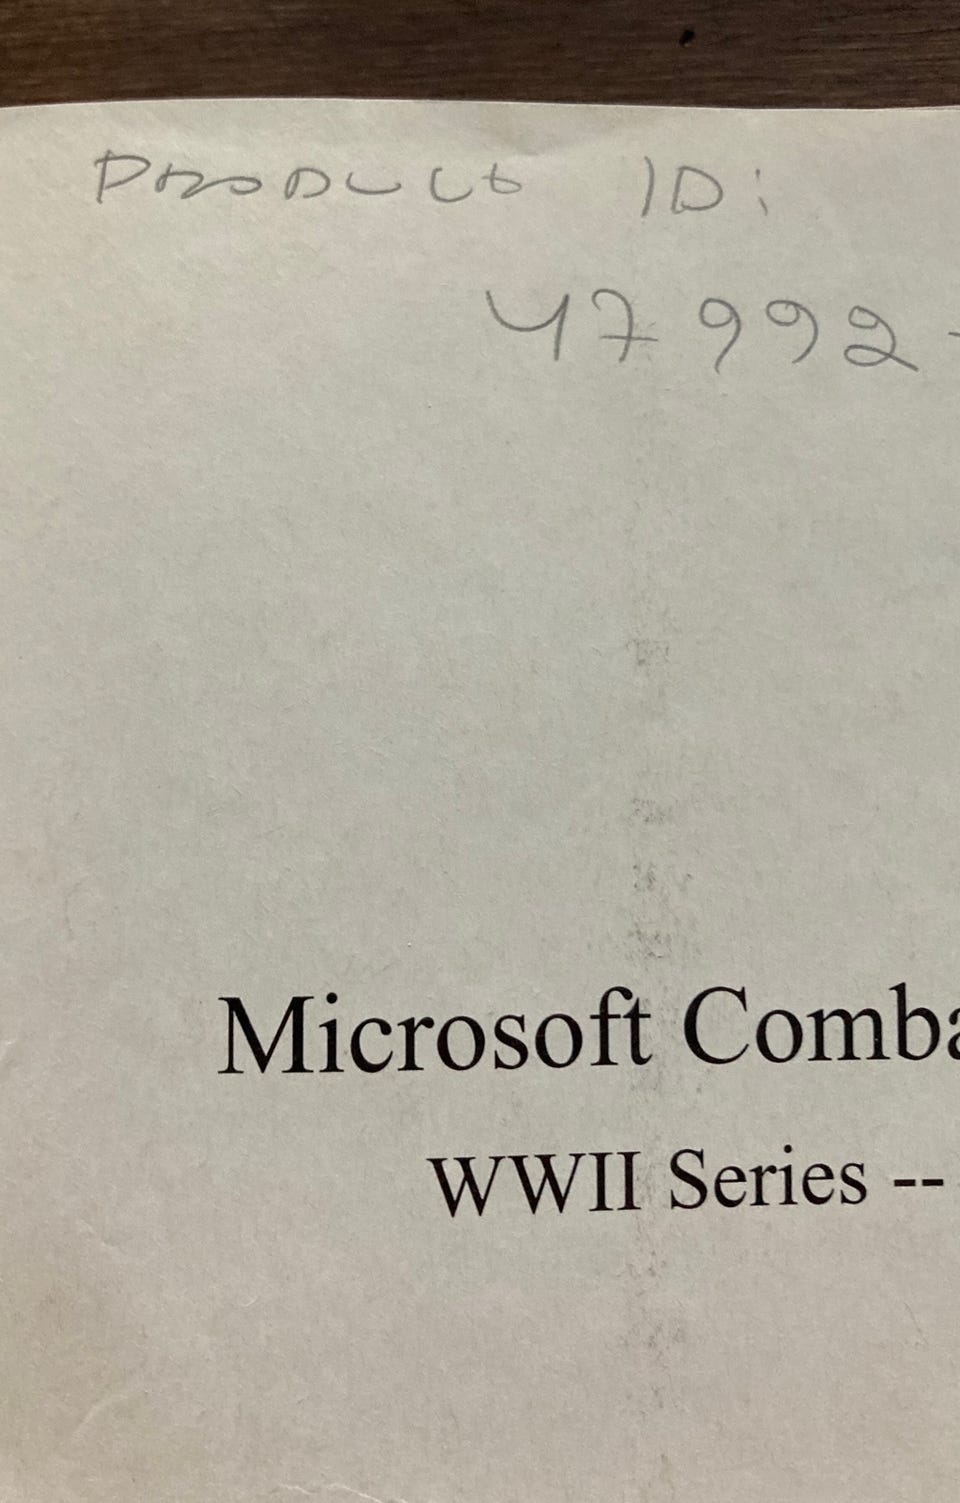 PRODUCT ID:
47992-
Microsoft Comba
WWII Series --